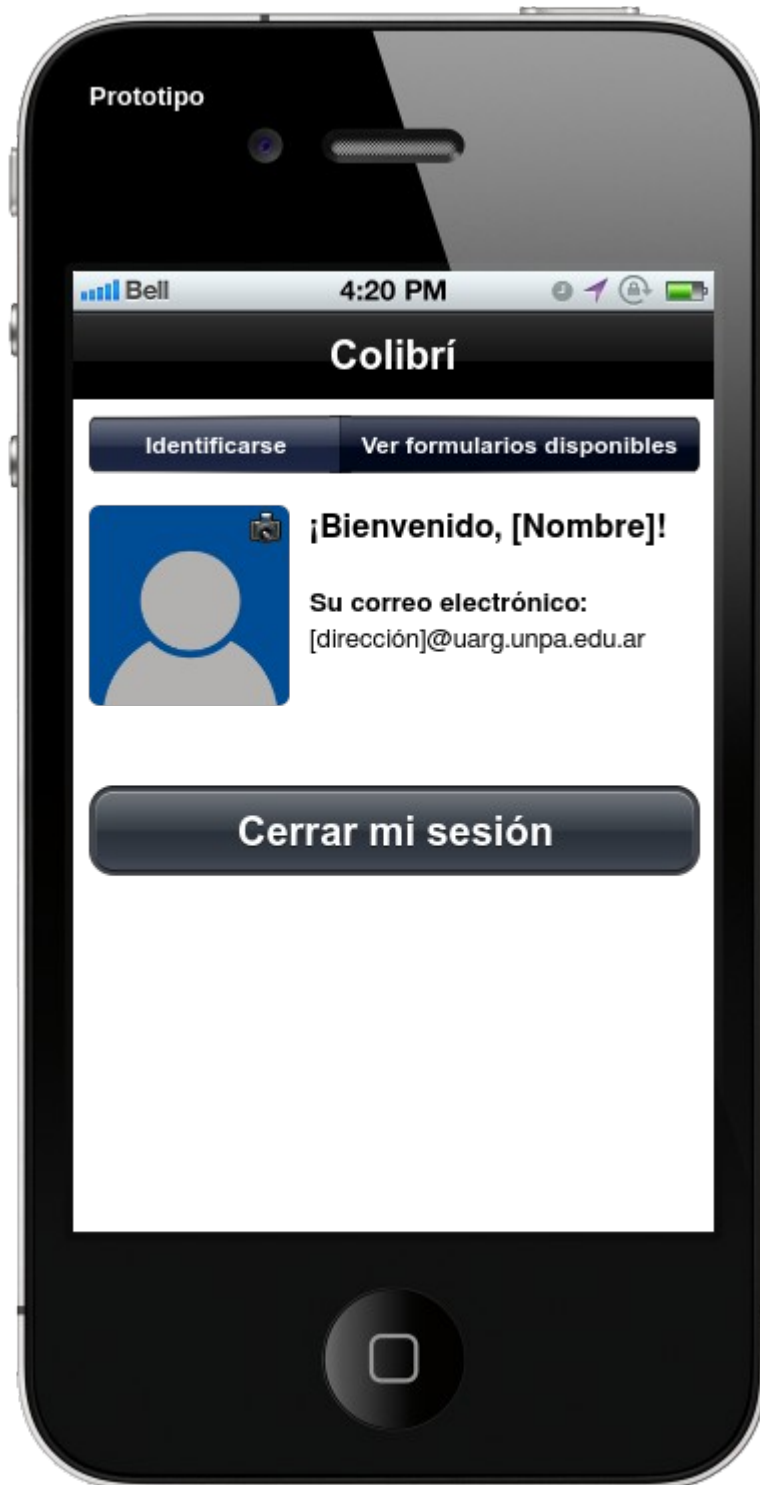 Prototipo
Bell 4:20 PM
Colibrí
Identificarse Ver formularios disponibles
¡Bienvenido, [Nombre]!
Su correo electrónico:
[dirección]@uarg.unpa.edu.ar
Cerrar mi sesión